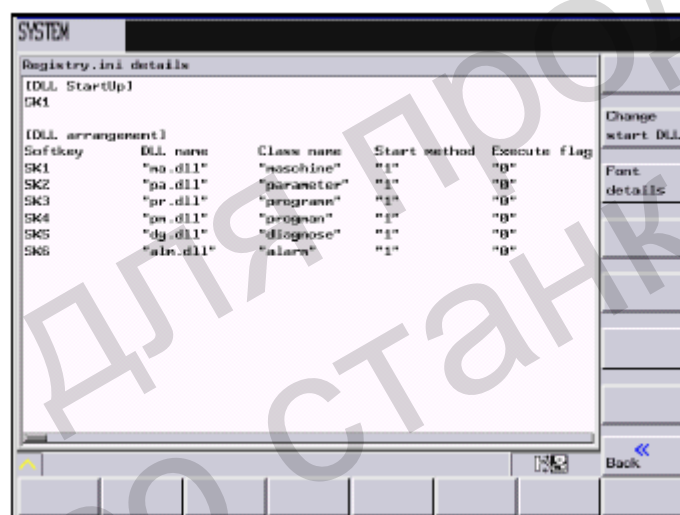 SYSTEM
Registry.ini details
[DLL StartUp]
SK1
[DLL arrangement]
Softkey DLL name Class name Start method Execute flag
SK1 "ma.dll" "maschine" "1" "0"
SK2 "pa.dll" "parameter" "1" "0"
SK3 "pr.dll" "programm" "1" "0"
SK4 "pm.dll" "progman" "1" "0"
SK5 "dg.dll" "diagnose" "1" "0"
SK6 "alm.dll" "alarm" "1" "0"
Change
start DLL
Font
details
«
Back
для
ро станк